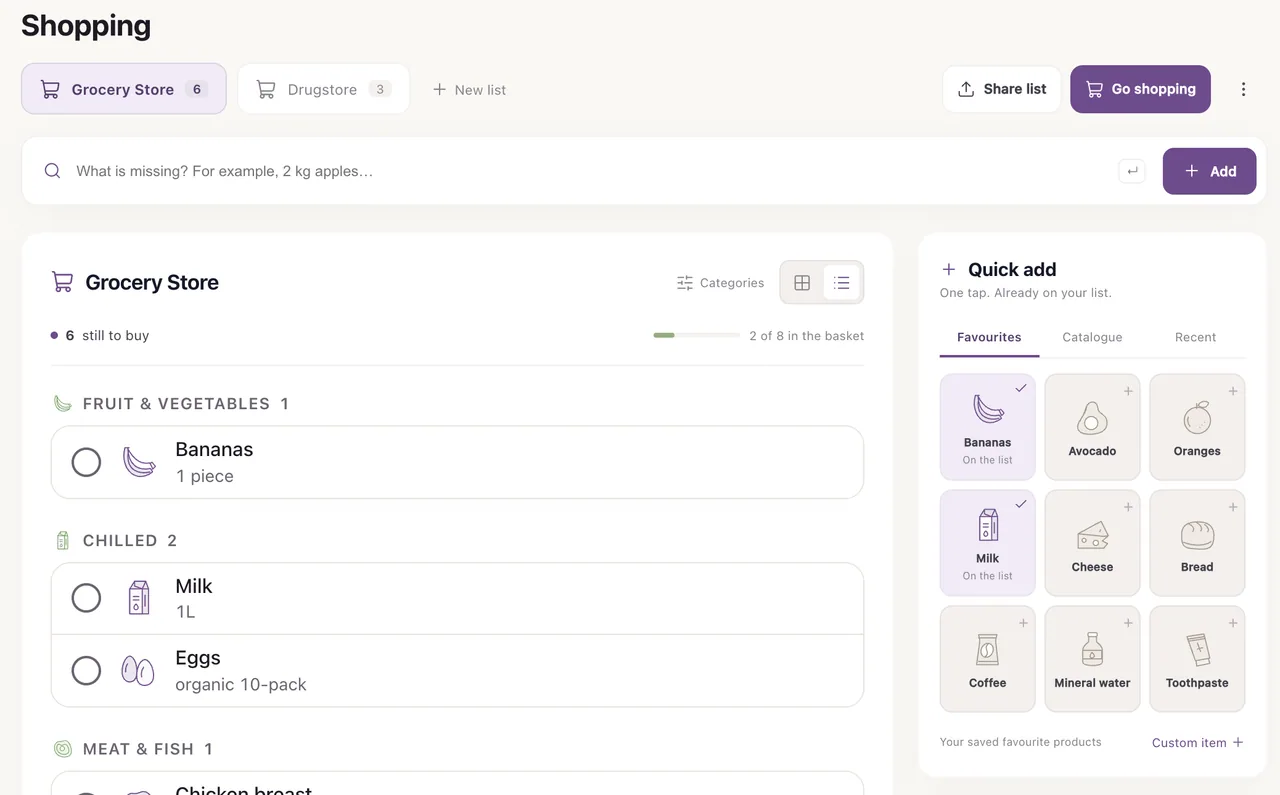 Shopping
Grocery Store 6
Drugstore 3
New list
Share list
Go shopping
What is missing? For example, 2 kg apples…
Add
Grocery Store
Categories
6 still to buy
2 of 8 in the basket
FRUIT & VEGETABLES 1
Bananas
1 piece
CHILLED 2
Milk
1L
Eggs
organic 10-pack
MEAT & FISH 1
Chicken breast
Quick add
One tap. Already on your list.
Favourites
Catalogue
Recent
Bananas
On the list
Avocado
Oranges
Milk
On the list
Cheese
Bread
Coffee
Mineral water
Toothpaste
Your saved favourite products
Custom item